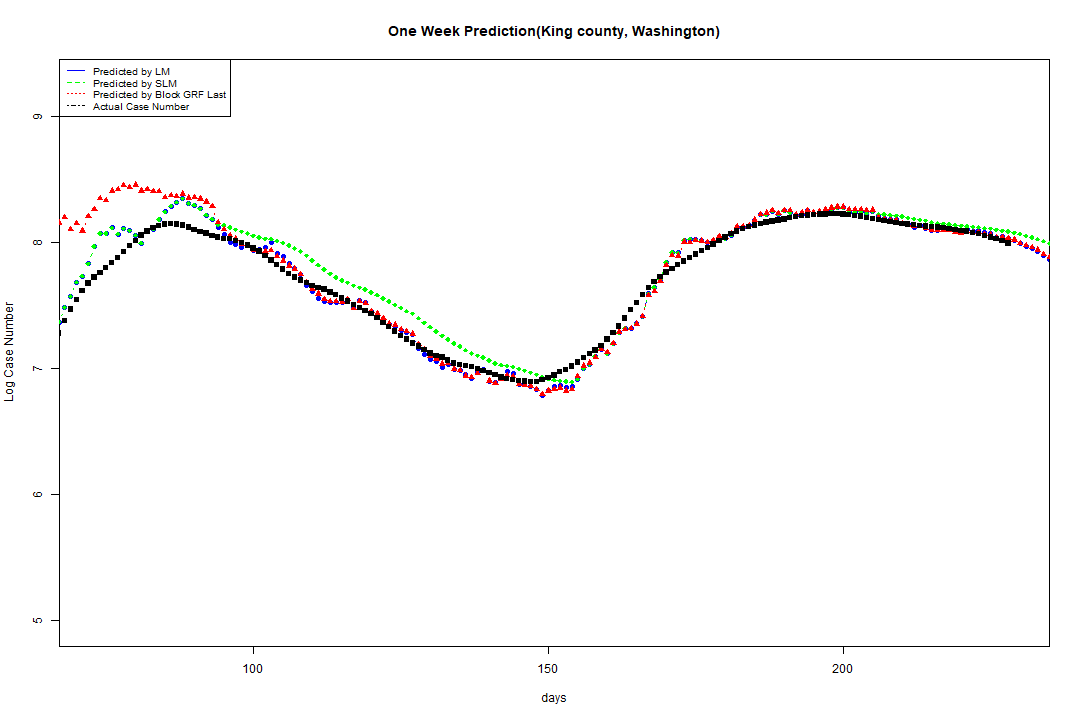 One Week Prediction(King county, Washington)
Predicted by LM
Predicted by SLM
Predicted by Block GRF Last
Actual Case Number
9
8
7
6
5
Log Case Number
100 150 200
days